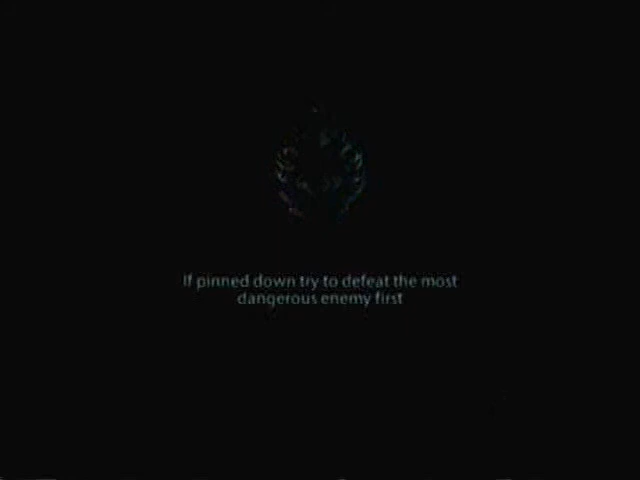 If pinned down try to defeat the most
dangerous enemy first